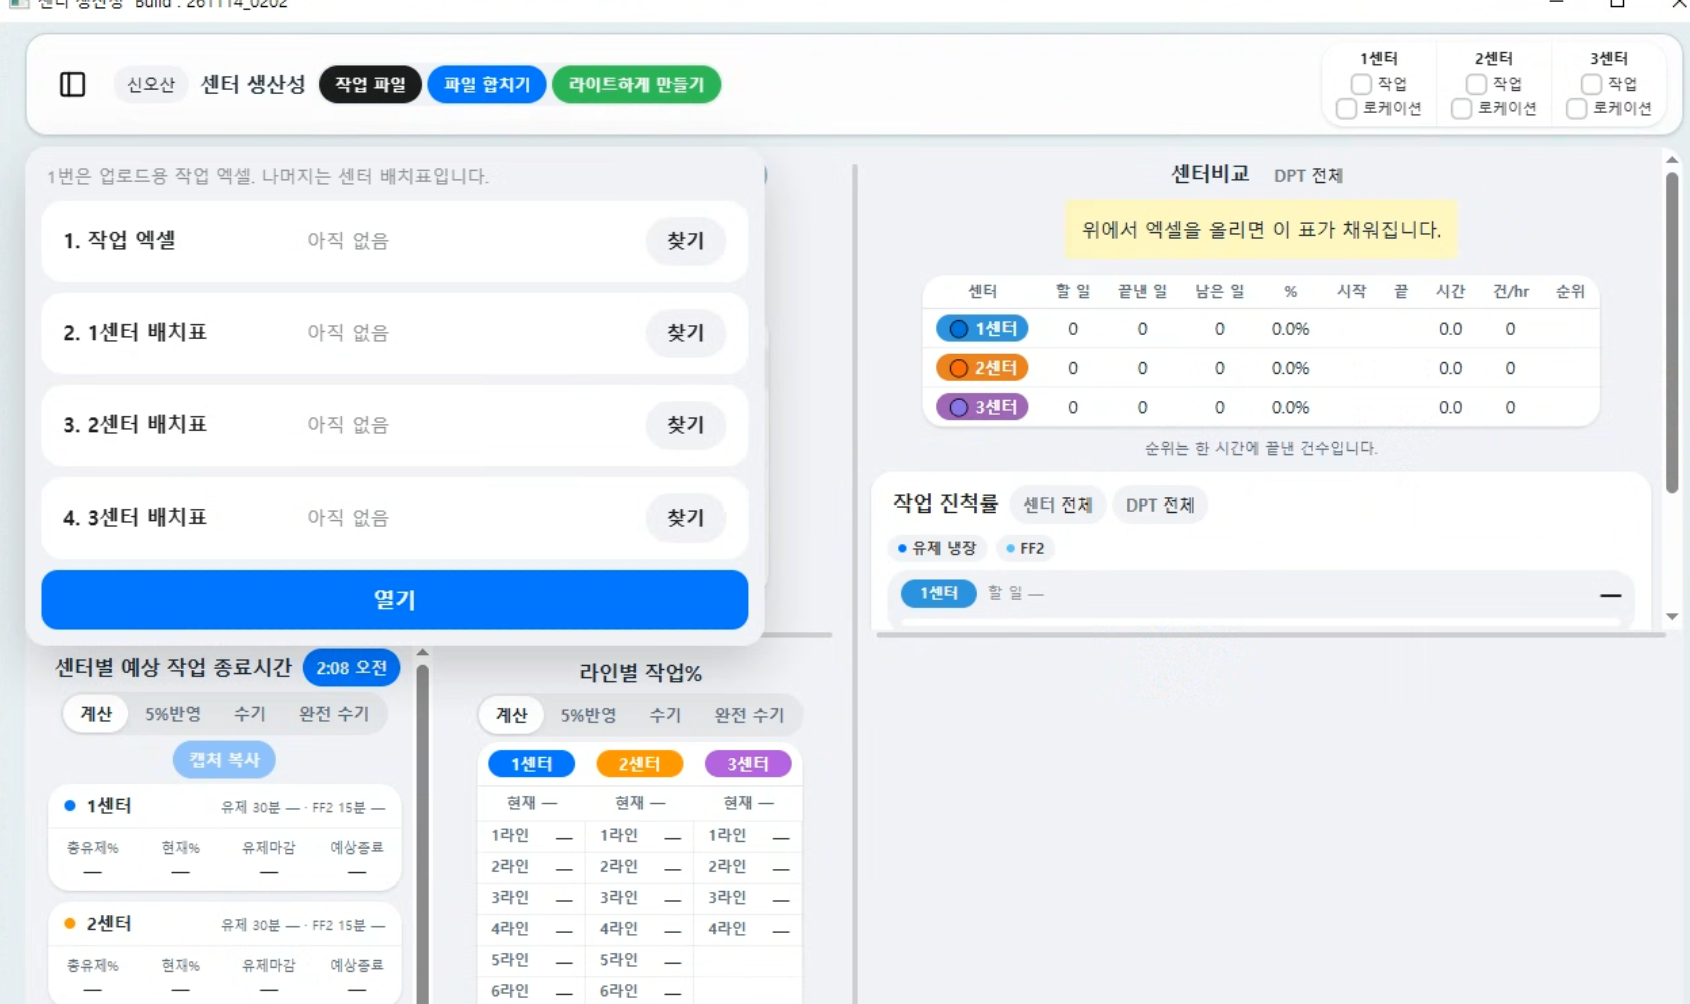 센터 생산성 Build : 261114_0202
신오산 센터 생산성 작업 파일 파일 합치기 라이트하게 만들기
1센터 2센터 3센터
작업 작업 작업
로케이션 로케이션 로케이션
1번은 업로드용 작업 엑셀. 나머지는 센터 배치표입니다.
1. 작업 엑셀 아직 없음 찾기
2. 1센터 배치표 아직 없음 찾기
3. 2센터 배치표 아직 없음 찾기
4. 3센터 배치표 아직 없음 찾기
열기
센터비교 DPT 전체
위에서 엑셀을 올리면 이 표가 채워집니다.
센터 할 일 끝낸 일 남은 일 % 시작 끝 시간 건/hr 순위
1센터 0 0 0 0.0% 0.0 0
2센터 0 0 0 0.0% 0.0 0
3센터 0 0 0 0.0% 0.0 0
순위는 한 시간에 끝낸 건수입니다.
작업 진척률 센터 전체 DPT 전체
유제 냉장 FF2
1센터 할 일 — —
센터별 예상 작업 종료시간 2:08 오전
계산 5%반영 수기 완전 수기
캡처 복사
1센터 유제 30분 — · FF2 15분 —
총유제% 현재% 유제마감 예상종료
— — — —
2센터 유제 30분 — · FF2 15분 —
총유제% 현재% 유제마감 예상종료
— — — —
라인별 작업%
계산 5%반영 수기 완전 수기
1센터 2센터 3센터
현재 — 현재 — 현재 —
1라인 — 1라인 — 1라인 —
2라인 — 2라인 — 2라인 —
3라인 — 3라인 — 3라인 —
4라인 — 4라인 — 4라인 —
5라인 — 5라인 —
6라인 — 6라인 —